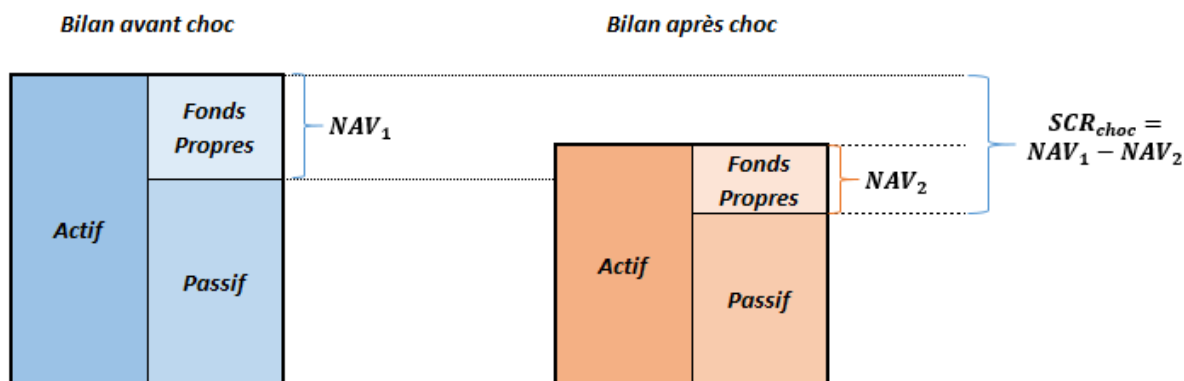 Bilan avant choc
Bilan après choc
Fonds
Propres
NAV₁
Actif
Passif
Fonds
Propres
NAV₂
Actif
Passif
SCR_choc =
NAV₁ − NAV₂